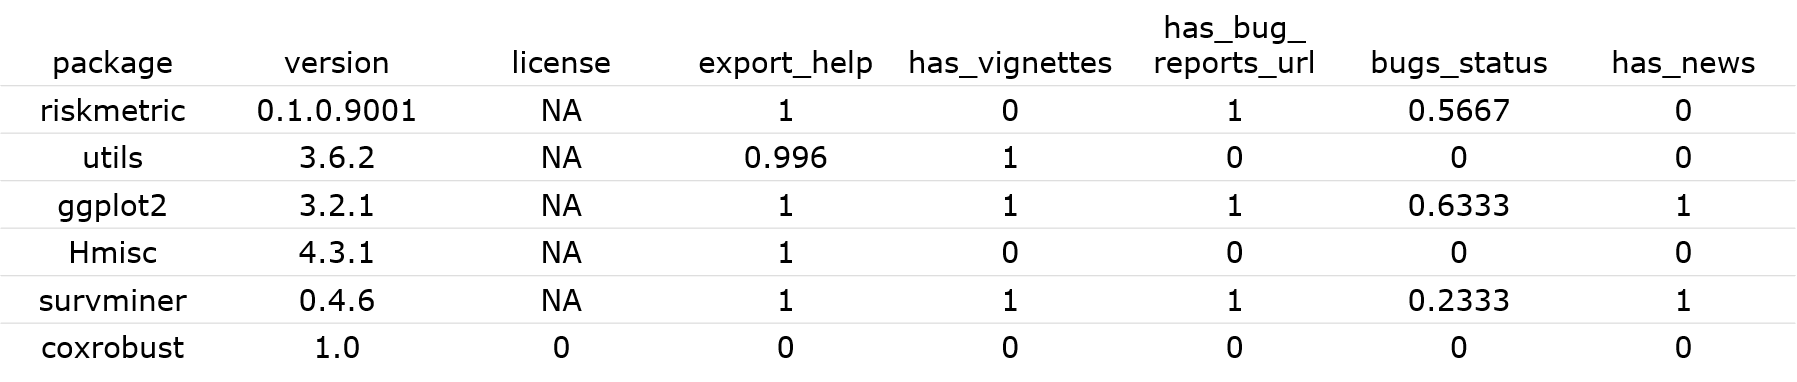 has_bug_
package version license export_help has_vignettes reports_url bugs_status has_news
riskmetric 0.1.0.9001 NA 1 0 1 0.5667 0
utils 3.6.2 NA 0.996 1 0 0 0
ggplot2 3.2.1 NA 1 1 1 0.6333 1
Hmisc 4.3.1 NA 1 0 0 0 0
survminer 0.4.6 NA 1 1 1 0.2333 1
coxrobust 1.0 0 0 0 0 0 0